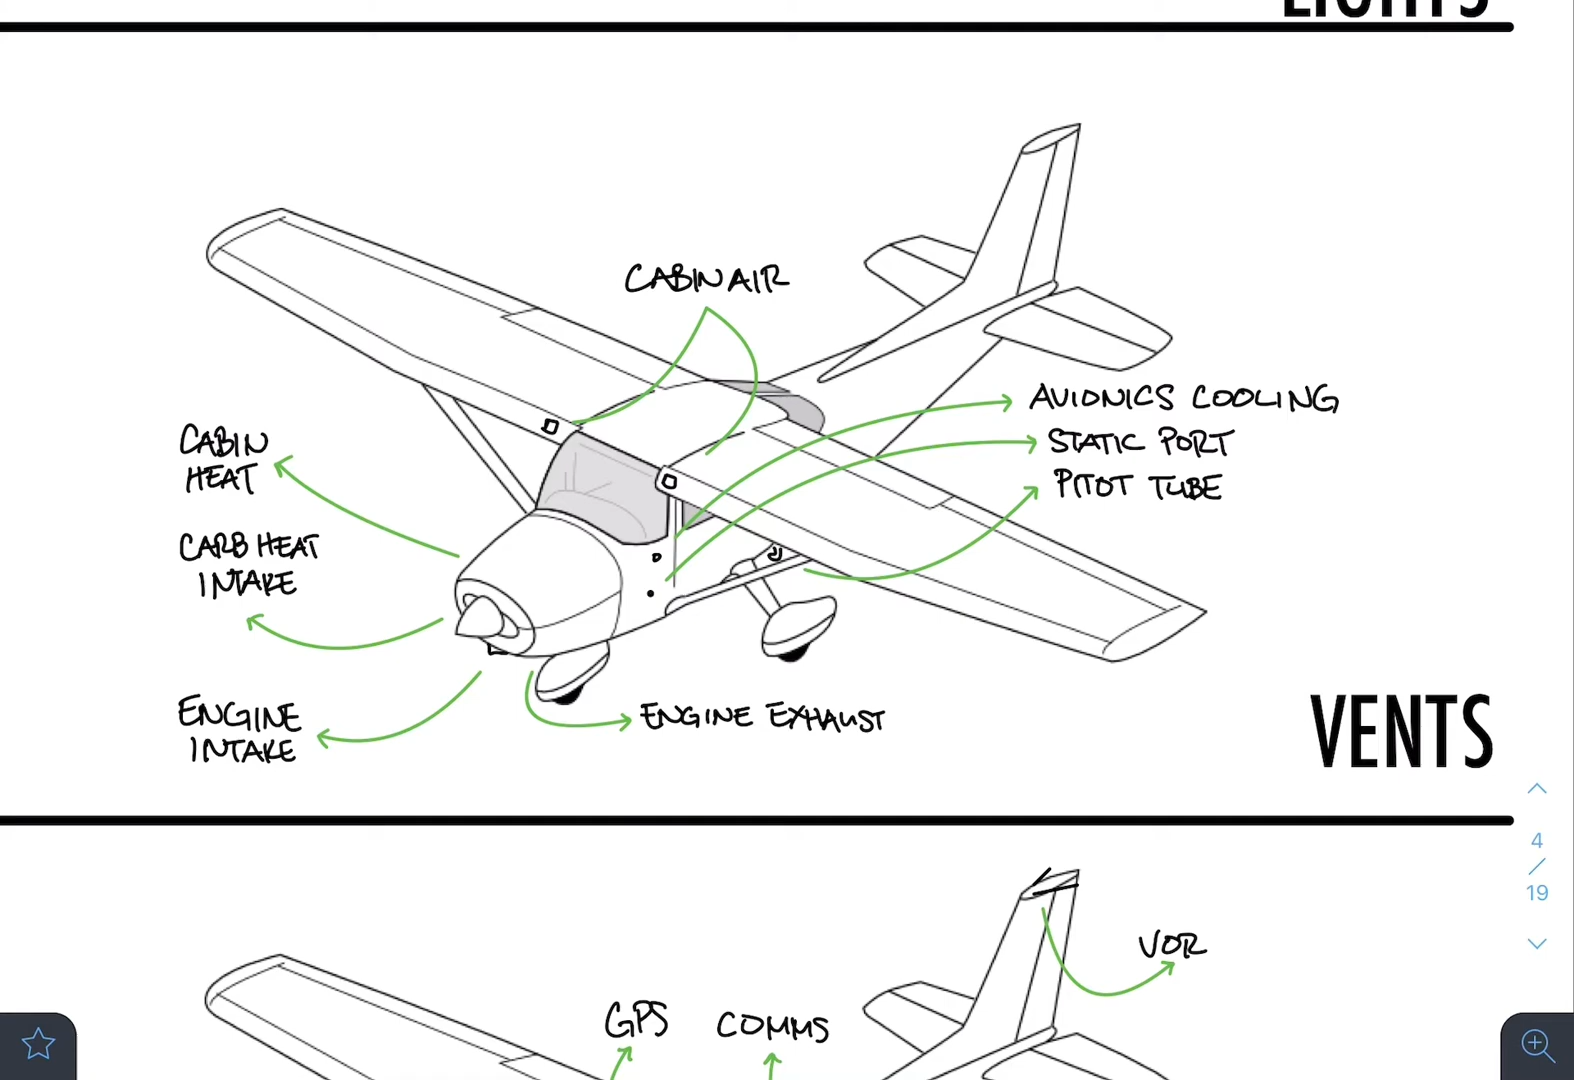 LIGHTS
CABIN AIR
AVIONICS COOLING
STATIC PORT
PITOT TUBE
CABIN
HEAT
CARB HEAT
INTAKE
ENGINE
INTAKE
ENGINE EXHAUST
VENTS
4
/
19
VOR
GPS
COMMS